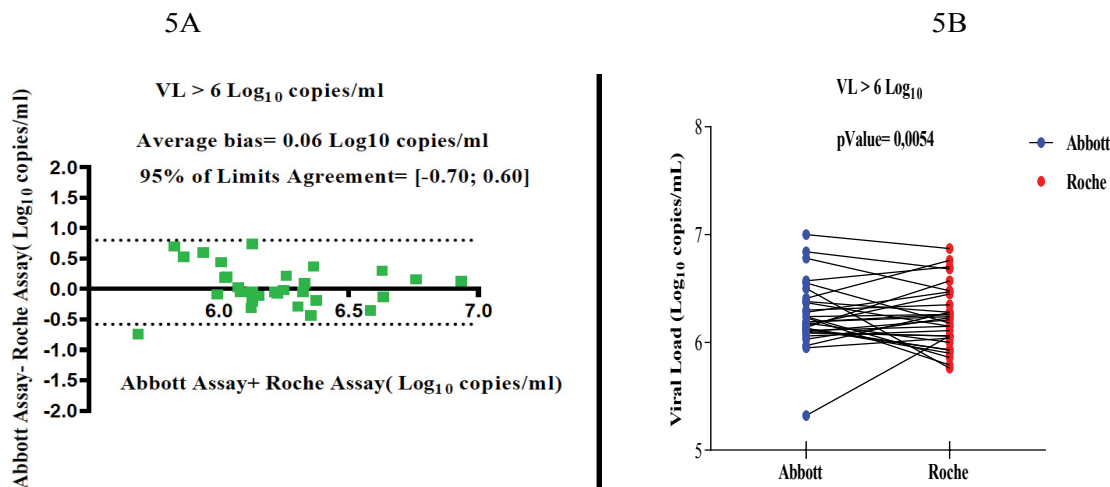 5A
5B
VL > 6 Log10 copies/ml
Average bias= 0.06 Log10 copies/ml
95% of Limits Agreement= [-0.70; 0.60]
Abbott Assay- Roche Assay( Log10 copies/ml)
2.0
1.5
1.0
0.5
0.0
-0.5
-1.0
-1.5
-2.0
6.0
6.5
7.0
Abbott Assay+ Roche Assay( Log10 copies/ml)
VL > 6 Log10
pValue= 0,0054
Viral Load (Log10 copies/mL)
8
7
6
5
Abbott
Roche
Abbott
Roche